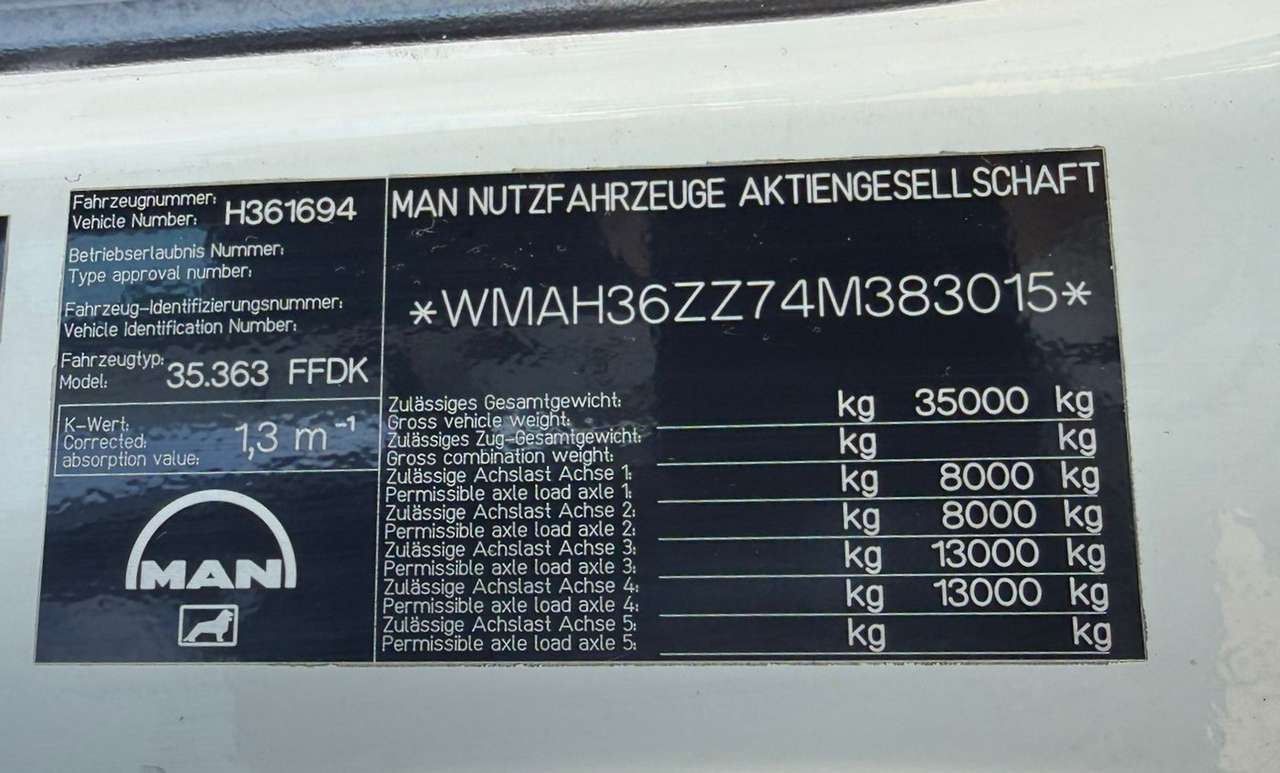 Fahrzeugnummer:
Vehicle Number: H361694
Betriebserlaubnis Nummer:
Type approval number:
Fahrzeug-Identifizierungsnummer:
Vehicle Identification Number:
Fahrzeugtyp:
Model: 35.363 FFDK
K-Wert:
Corrected: 1,3 m⁻¹
absorption value:
MAN
MAN NUTZFAHRZEUGE AKTIENGESELLSCHAFT
*WMAH36ZZ74M383015*
Zulässiges Gesamtgewicht:
Gross vehicle weight: kg 35000 kg
Zulässiges Zug-Gesamtgewicht:
Gross combination weight: kg kg
Zulässige Achslast Achse 1:
Permissible axle load axle 1: kg 8000 kg
Zulässige Achslast Achse 2:
Permissible axle load axle 2: kg 8000 kg
Zulässige Achslast Achse 3:
Permissible axle load axle 3: kg 13000 kg
Zulässige Achslast Achse 4:
Permissible axle load axle 4: kg 13000 kg
Zulässige Achslast Achse 5:
Permissible axle load axle 5: kg kg